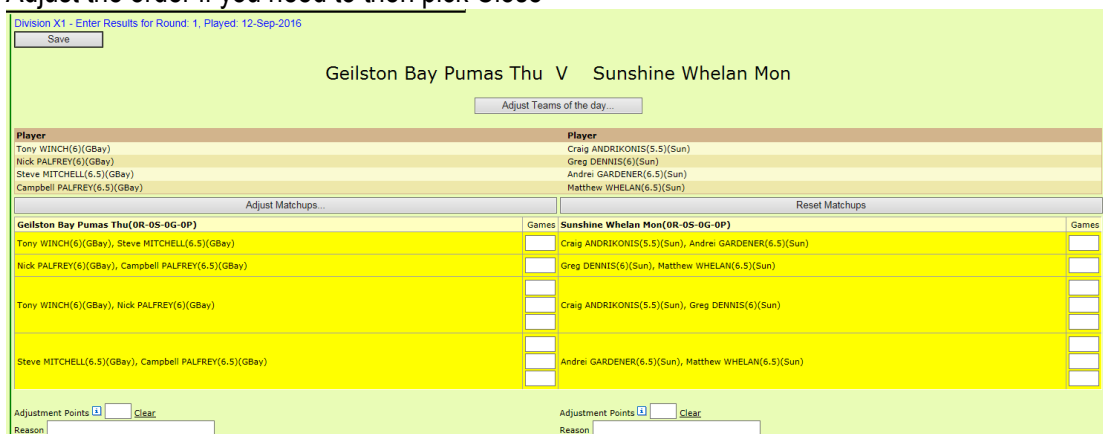 Adjust the order if you need to then pick Close
Division X1 - Enter Results for Round: 1, Played: 12-Sep-2016
Save
Geilston Bay Pumas Thu V Sunshine Whelan Mon
Adjust Teams of the day...
Player Player
Tony WINCH(6)(GBay) Craig ANDRIKONIS(5.5)(Sun)
Nick PALFREY(6)(GBay) Greg DENNIS(6)(Sun)
Steve MITCHELL(6.5)(GBay) Andrei GARDENER(6.5)(Sun)
Campbell PALFREY(6.5)(GBay) Matthew WHELAN(6.5)(Sun)
Adjust Matchups... Reset Matchups
Geilston Bay Pumas Thu(0R-0S-0G-0P) Games Sunshine Whelan Mon(0R-0S-0G-0P) Games
Tony WINCH(6)(GBay), Steve MITCHELL(6.5)(GBay) Craig ANDRIKONIS(5.5)(Sun), Andrei GARDENER(6.5)(Sun)
Nick PALFREY(6)(GBay), Campbell PALFREY(6.5)(GBay) Greg DENNIS(6)(Sun), Matthew WHELAN(6.5)(Sun)
Tony WINCH(6)(GBay), Nick PALFREY(6)(GBay) Craig ANDRIKONIS(5.5)(Sun), Greg DENNIS(6)(Sun)
Steve MITCHELL(6.5)(GBay), Campbell PALFREY(6.5)(GBay) Andrei GARDENER(6.5)(Sun), Matthew WHELAN(6.5)(Sun)
Adjustment Points i Clear Adjustment Points i Clear
Reason Reason